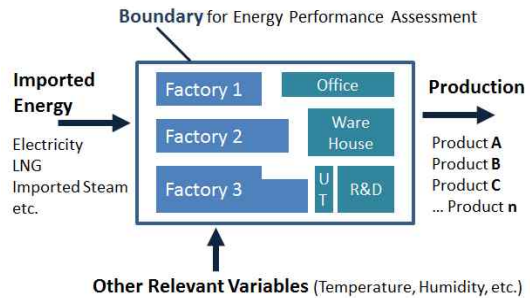 Boundary for Energy Performance Assessment
Imported
Energy
Electricity
LNG
Imported Steam
etc.
Factory 1
Office
Factory 2
Ware
House
Factory 3
U
T
R&D
Production
Product A
Product B
Product C
... Product n
Other Relevant Variables (Temperature, Humidity, etc.)